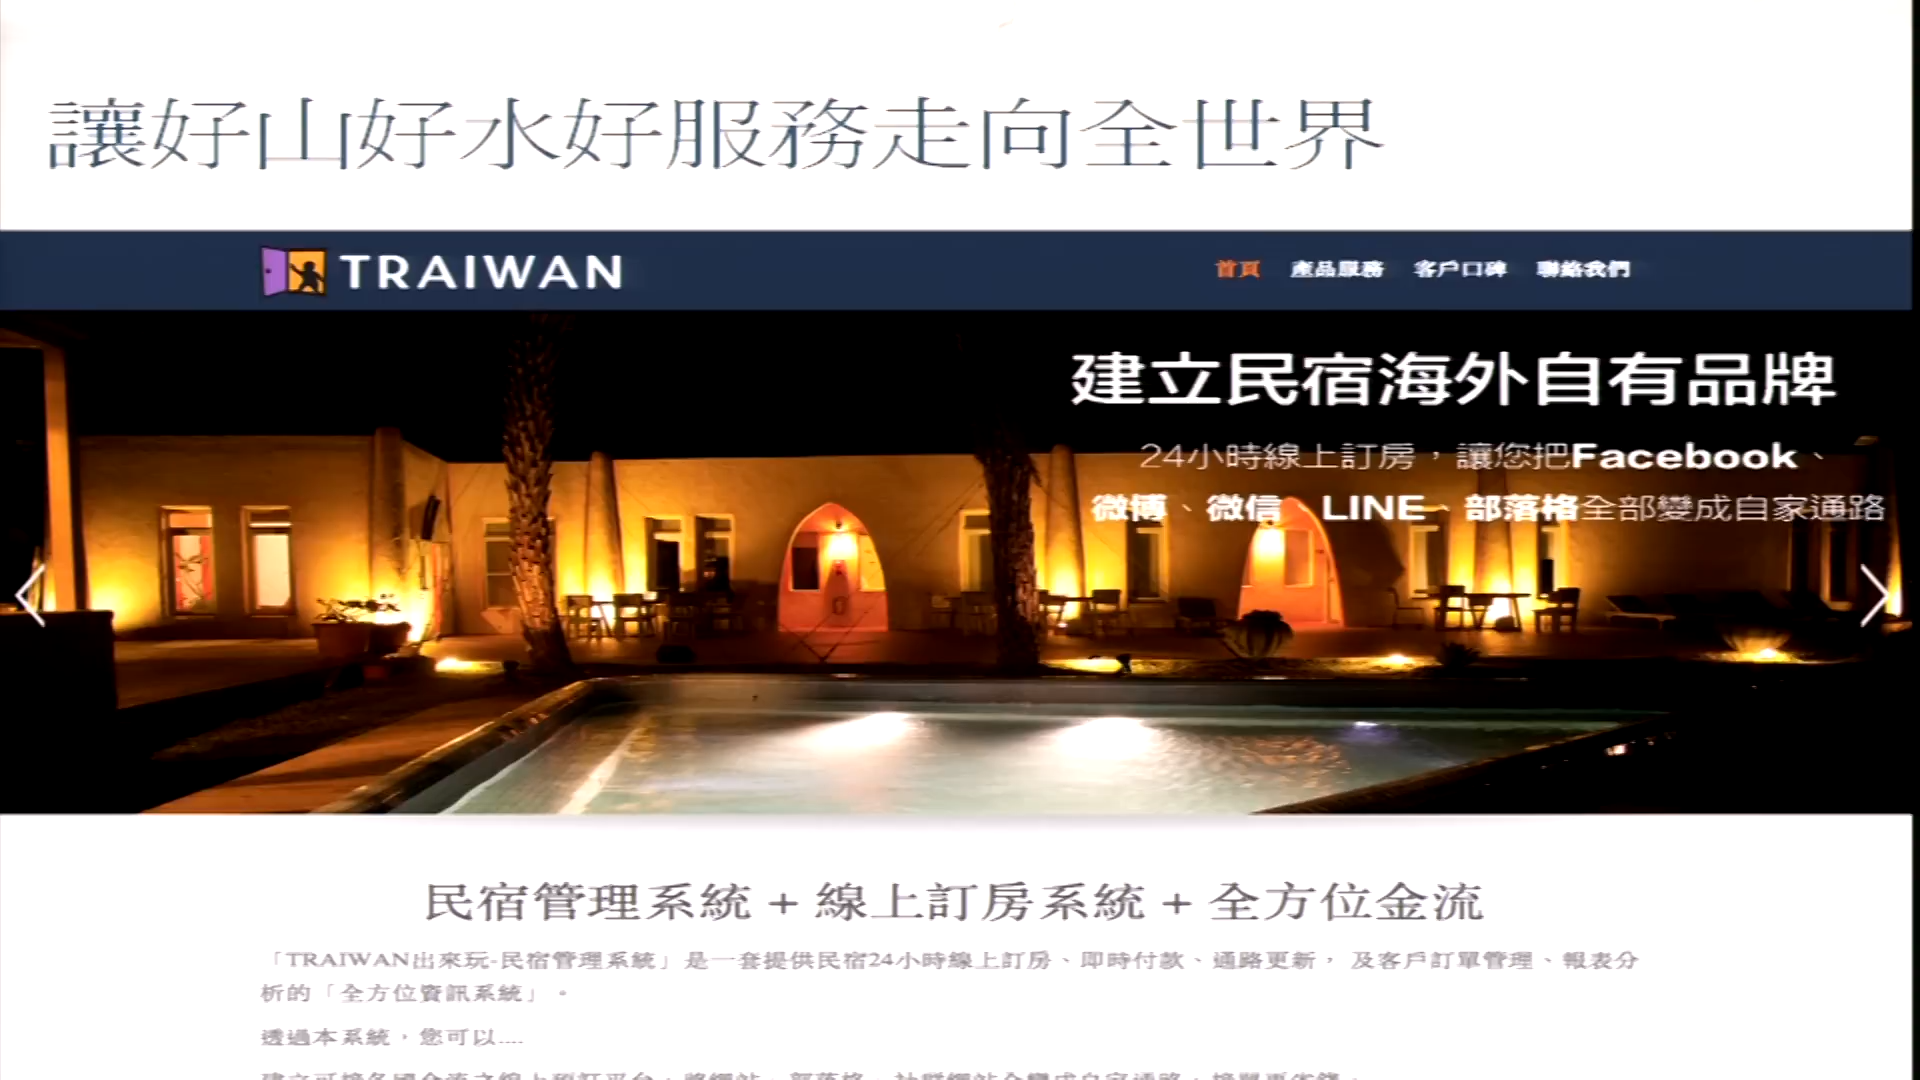 讓好山好水好服務走向全世界
TRAIWAN
首頁 產品服務 客戶口碑 聯絡我們
建立民宿海外自有品牌
24小時線上訂房，讓您把Facebook、
微博、微信、LINE、部落格全部變成自家通路
民宿管理系統 + 線上訂房系統 + 全方位金流
「TRAIWAN出來玩-民宿管理系統」是一套提供民宿24小時線上訂房、即時付款、通路更新， 及客戶訂單管理、報表分
析的「全方位資訊系統」。
透過本系統，您可以....